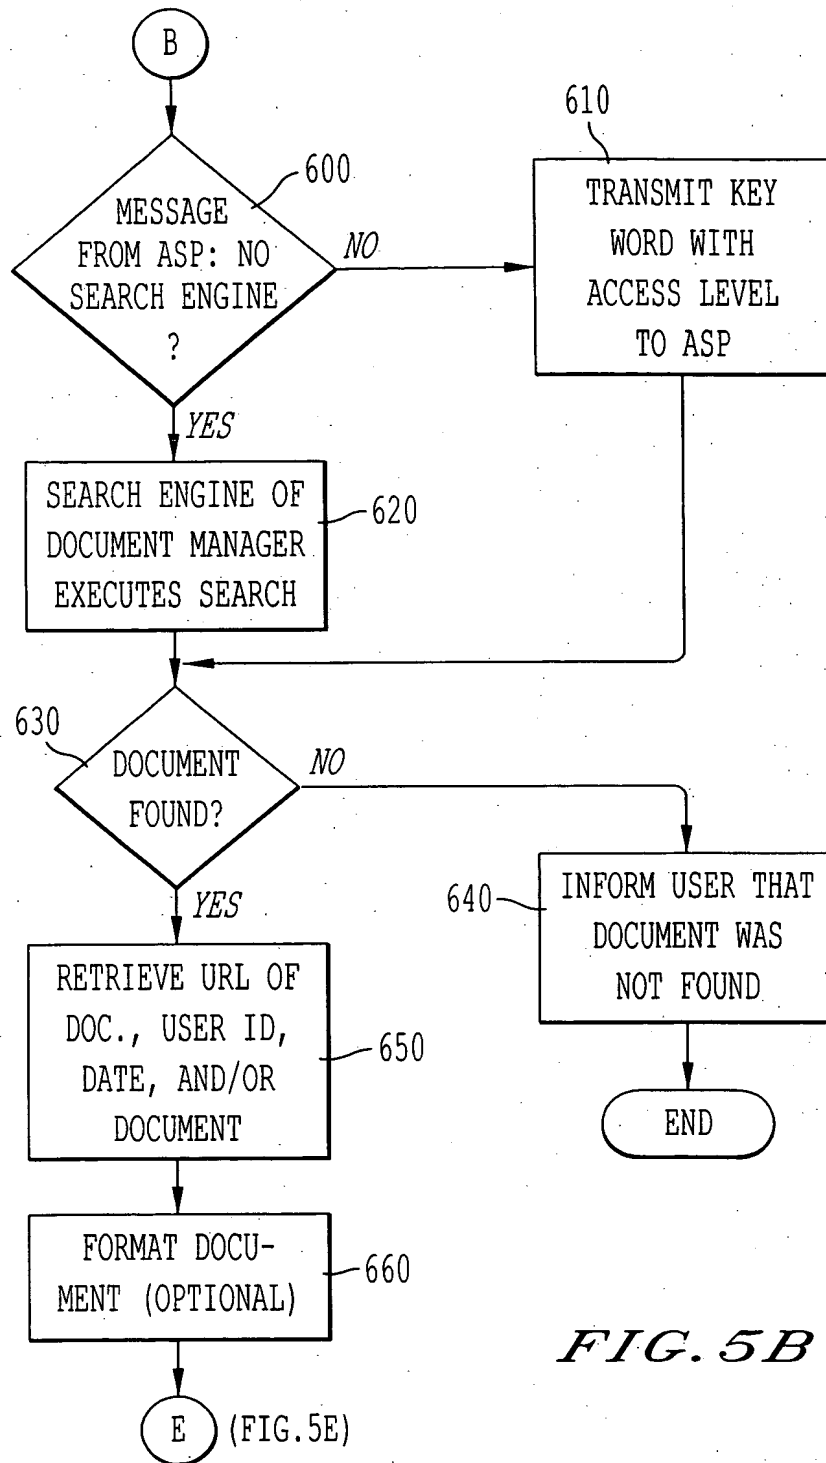 B
600
MESSAGE
FROM ASP: NO
SEARCH ENGINE
?
NO
610
TRANSMIT KEY
WORD WITH
ACCESS LEVEL
TO ASP
YES
SEARCH ENGINE OF
DOCUMENT MANAGER
EXECUTES SEARCH
620
630
DOCUMENT
FOUND?
NO
640
INFORM USER THAT
DOCUMENT WAS
NOT FOUND
END
YES
RETRIEVE URL OF
DOC., USER ID,
DATE, AND/OR
DOCUMENT
650
FORMAT DOCU-
MENT (OPTIONAL)
660
E (FIG.5E)
FIG. 5B